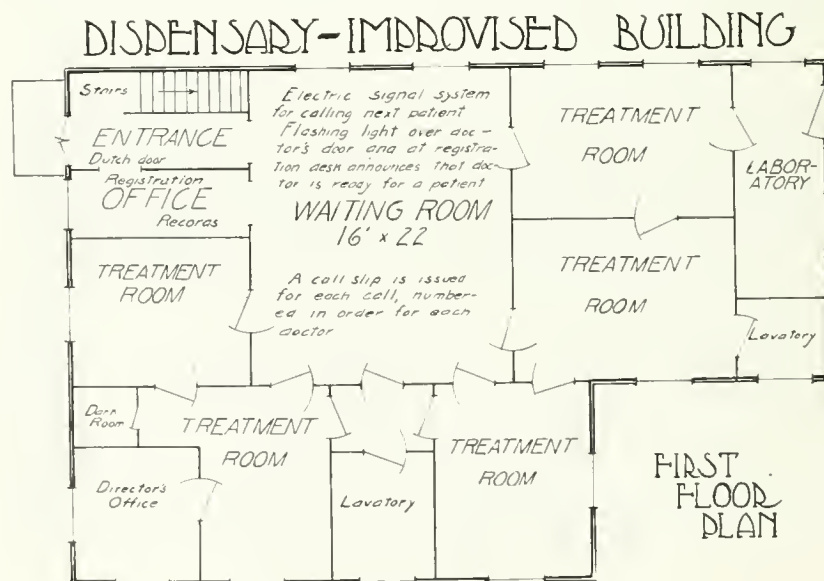 DISPENSARY-IMPROVISED BUILDING
Stairs
ENTRANCE
Dutch door
Registration
OFFICE
Records
Electric signal system
for calling next patient
Flashing light over doc-
tor's door and at registra-
tion desk announces that doc-
tor is ready for a patient
WAITING ROOM
16' x 22
A call slip is issued
for each call, number-
ed in order for each
doctor
TREATMENT
ROOM
LABOR-
ATORY
TREATMENT
ROOM
TREATMENT
ROOM
Lavatory
Dark
Room
TREATMENT
ROOM
Director's
Office
Lavatory
TREATMENT
ROOM
FIRST
FLOOR
PLAN